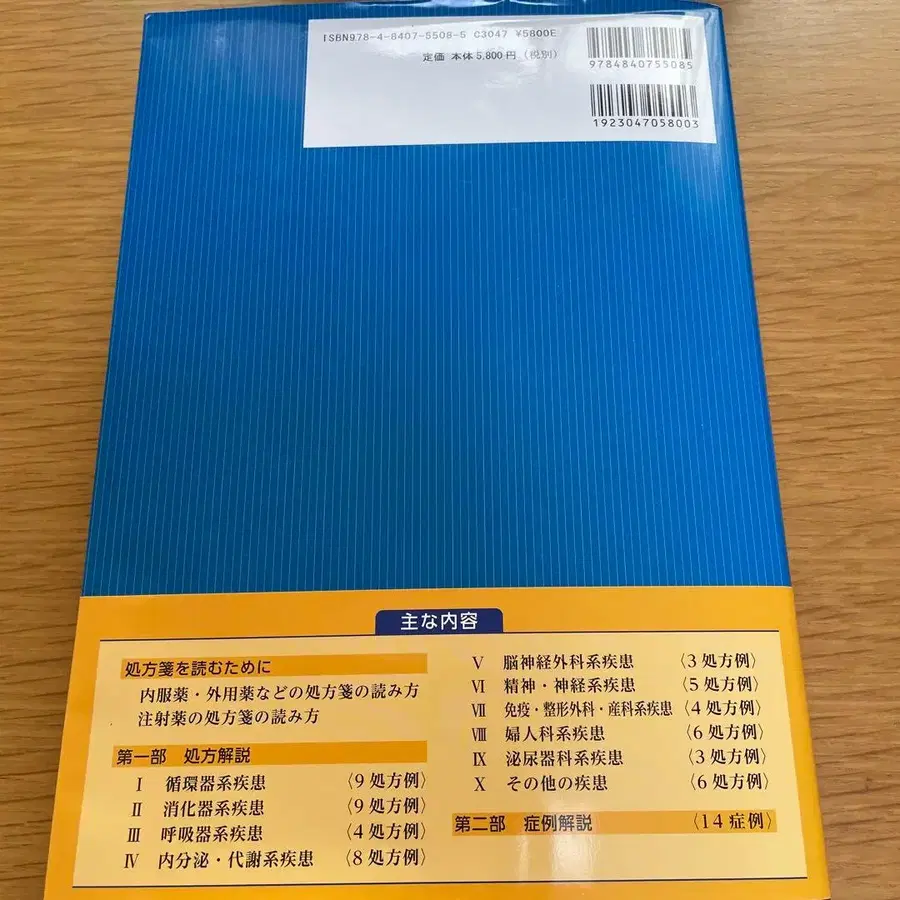 ISBN978-4-8407-5508-5 C3047 ¥5800E
定価 本体5,800円（税別）
9784840755085
1923047058003
主な内容
処方箋を読むために
内服薬・外用薬などの処方箋の読み方
注射薬の処方箋の読み方
第一部 処方解説
Ⅰ 循環器系疾患 〈9処方例〉
Ⅱ 消化器系疾患 〈9処方例〉
Ⅲ 呼吸器系疾患 〈4処方例〉
Ⅳ 内分泌・代謝系疾患 〈8処方例〉
Ⅴ 脳神経外科系疾患 〈3処方例〉
Ⅵ 精神・神経系疾患 〈5処方例〉
Ⅶ 免疫・整形外科・産科系疾患 〈4処方例〉
Ⅷ 婦人科系疾患 〈6処方例〉
Ⅸ 泌尿器科系疾患 〈3処方例〉
Ⅹ その他の疾患 〈6処方例〉
第二部 症例解説 〈14症例〉